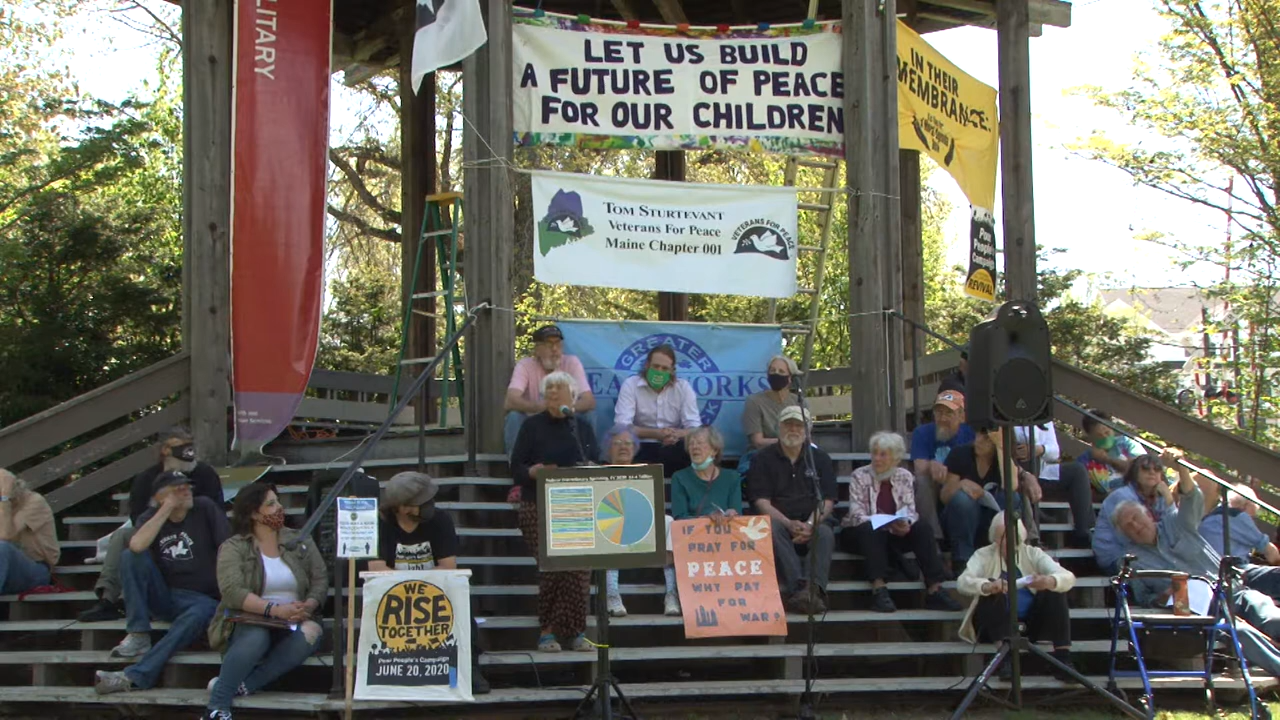 LITARY
LET US BUILD
A FUTURE OF PEACE
FOR OUR CHILDREN
IN THEIR
MEMBRANCE:
TOM STURTEVANT
Veterans For Peace
Maine Chapter 001
VETERANS FOR PEACE
Poor
People's
Campaign
REVIVAL
GREATER
WORKS
IF YOU
PRAY FOR
PEACE
WHY PAY
FOR
WAR?
WE
RISE
TOGETHER
Poor People's Campaign
JUNE 20, 2020